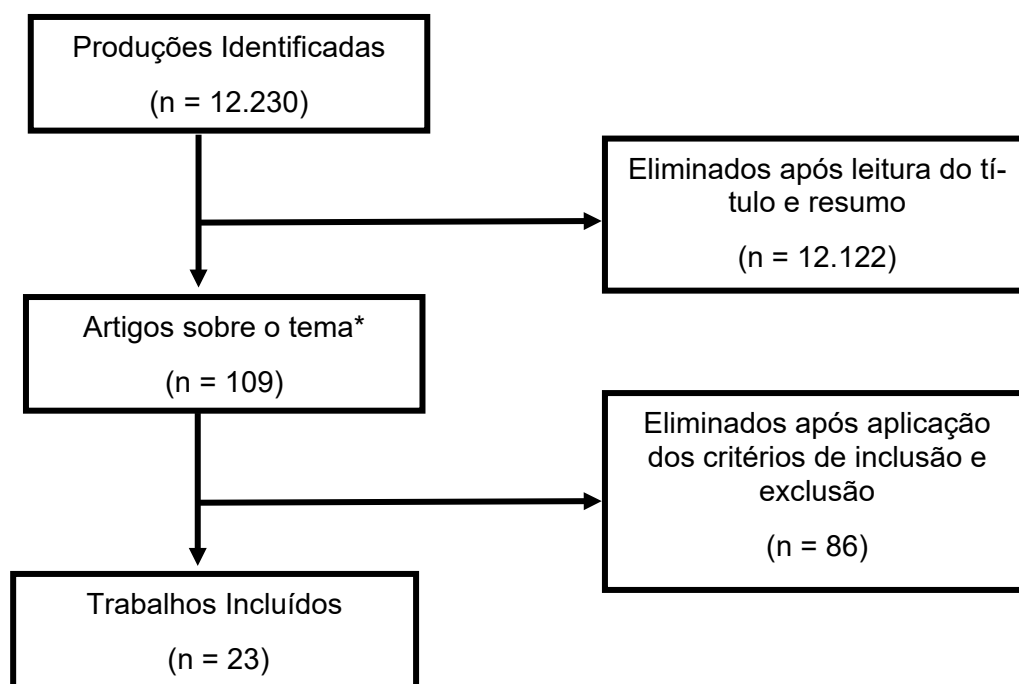 Produções Identificadas
(n = 12.230)
Eliminados após leitura do tí-
tulo e resumo
(n = 12.122)
Artigos sobre o tema*
(n = 109)
Eliminados após aplicação
dos critérios de inclusão e
exclusão
(n = 86)
Trabalhos Incluídos
(n = 23)